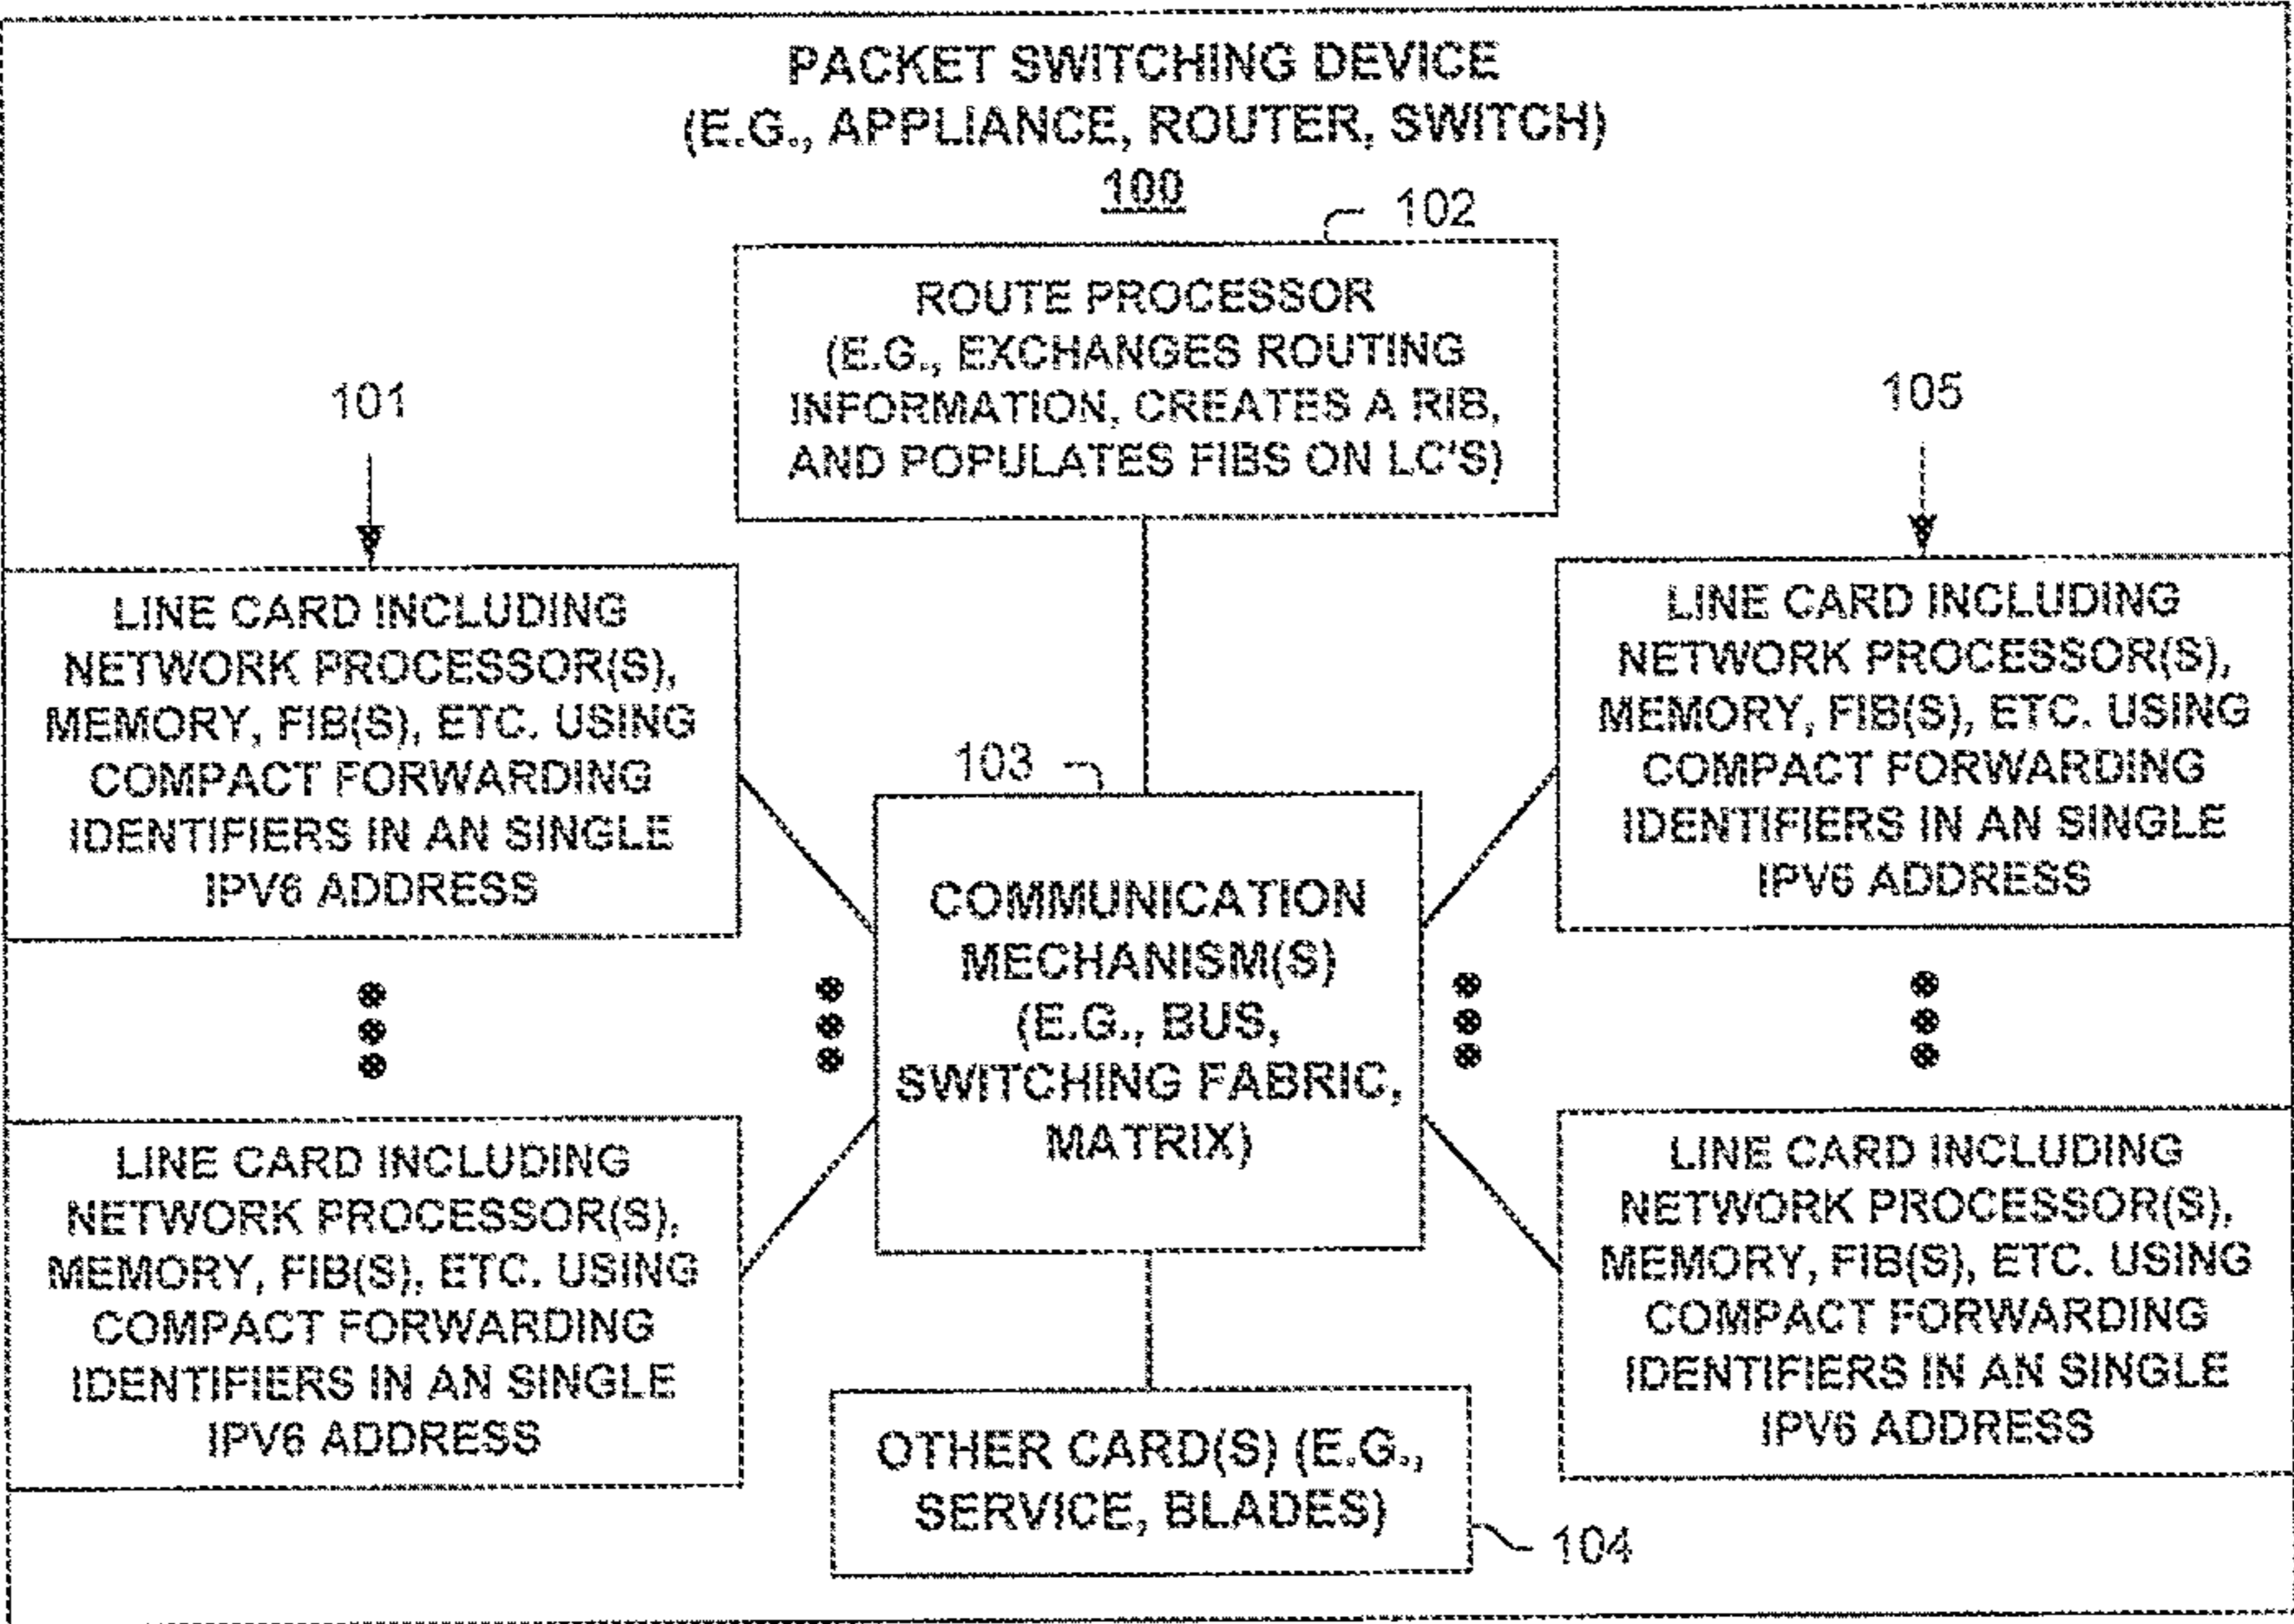 PACKET SWITCHING DEVICE
(E.G., APPLIANCE, ROUTER, SWITCH)
100
102
ROUTE PROCESSOR
(E.G., EXCHANGES ROUTING
INFORMATION, CREATES A RIB,
AND POPULATES FIBS ON LC'S)
101
105
LINE CARD INCLUDING
NETWORK PROCESSOR(S),
MEMORY, FIB(S), ETC. USING
COMPACT FORWARDING
IDENTIFIERS IN AN SINGLE
IPV6 ADDRESS
LINE CARD INCLUDING
NETWORK PROCESSOR(S),
MEMORY, FIB(S), ETC. USING
COMPACT FORWARDING
IDENTIFIERS IN AN SINGLE
IPV6 ADDRESS
103
COMMUNICATION
MECHANISM(S)
(E.G., BUS,
SWITCHING FABRIC,
MATRIX)
LINE CARD INCLUDING
NETWORK PROCESSOR(S),
MEMORY, FIB(S), ETC. USING
COMPACT FORWARDING
IDENTIFIERS IN AN SINGLE
IPV6 ADDRESS
LINE CARD INCLUDING
NETWORK PROCESSOR(S),
MEMORY, FIB(S), ETC. USING
COMPACT FORWARDING
IDENTIFIERS IN AN SINGLE
IPV6 ADDRESS
OTHER CARD(S) (E.G.,
SERVICE, BLADES)
104